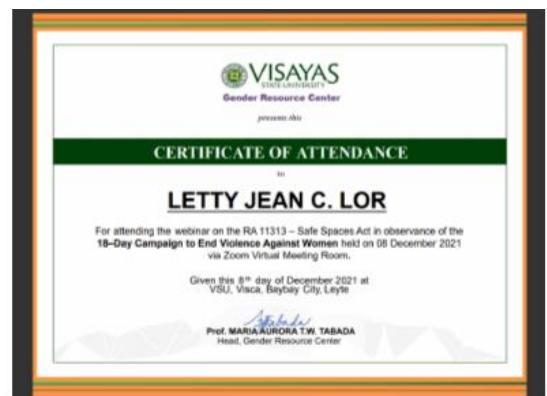 VISAYAS
STATE UNIVERSITY
Gender Resource Center
presents this
CERTIFICATE OF ATTENDANCE
to
LETTY JEAN C. LOR
For attending the webinar on the RA 11313 – Safe Spaces Act in observance of the
18–Day Campaign to End Violence Against Women held on 08 December 2021
via Zoom Virtual Meeting Room.
Given this 8th day of December 2021 at
VSU, Visca, Baybay City, Leyte
Prof. MARIA AURORA T.W. TABADA
Head, Gender Resource Center